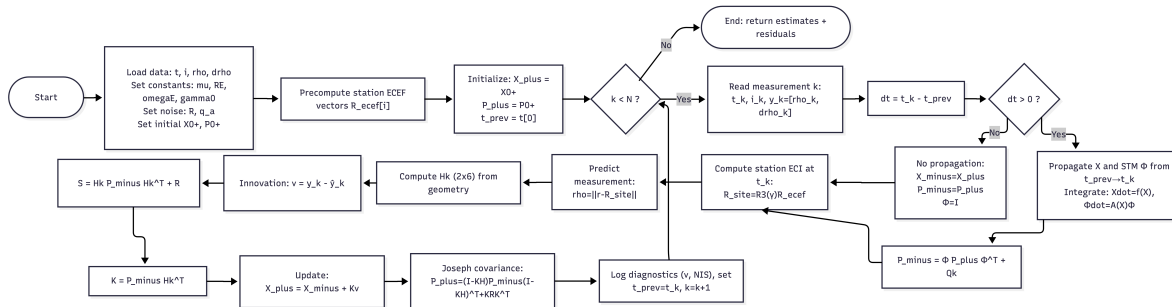 Start
Load data: t, i, rho, drho
Set constants: mu, RE,
omegaE, gamma0
Set noise: R, q_a
Set initial X0+, P0+
Precompute station ECEF
vectors R_ecef[i]
Initialize: X_plus =
X0+
P_plus = P0+
t_prev = t[0]
k < N ?
No
End: return estimates +
residuals
Yes
Read measurement k:
t_k, i_k, y_k=[rho_k,
drho_k]
dt = t_k - t_prev
dt > 0 ?
No
Yes
No propagation:
X_minus=X_plus
P_minus=P_plus
Φ=I
Propagate X and STM Φ from
t_prev→t_k
Integrate: Xdot=f(X),
Φdot=A(X)Φ
P_minus = Φ P_plus Φ^T +
Qk
Compute station ECI at
t_k:
R_site=R3(γ)R_ecef
Predict
measurement:
rho=||r-R_site||
Compute Hk (2x6) from
geometry
Innovation: v = y_k - ŷ_k
S = Hk P_minus Hk^T + R
K = P_minus Hk^T
Update:
X_plus = X_minus + Kv
Joseph covariance:
P_plus=(I-KH)P_minus(I-
KH)^T+KRK^T
Log diagnostics (v, NIS), set
t_prev=t_k, k=k+1